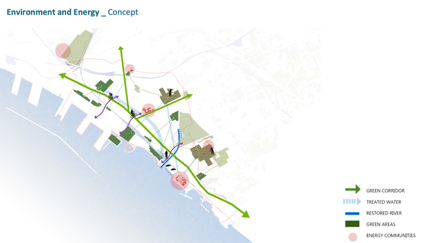 Environment and Energy _ Concept
GREEN CORRIDOR
TREATED WATER
RESTORED RIVER
GREEN AREAS
ENERGY COMMUNITIES